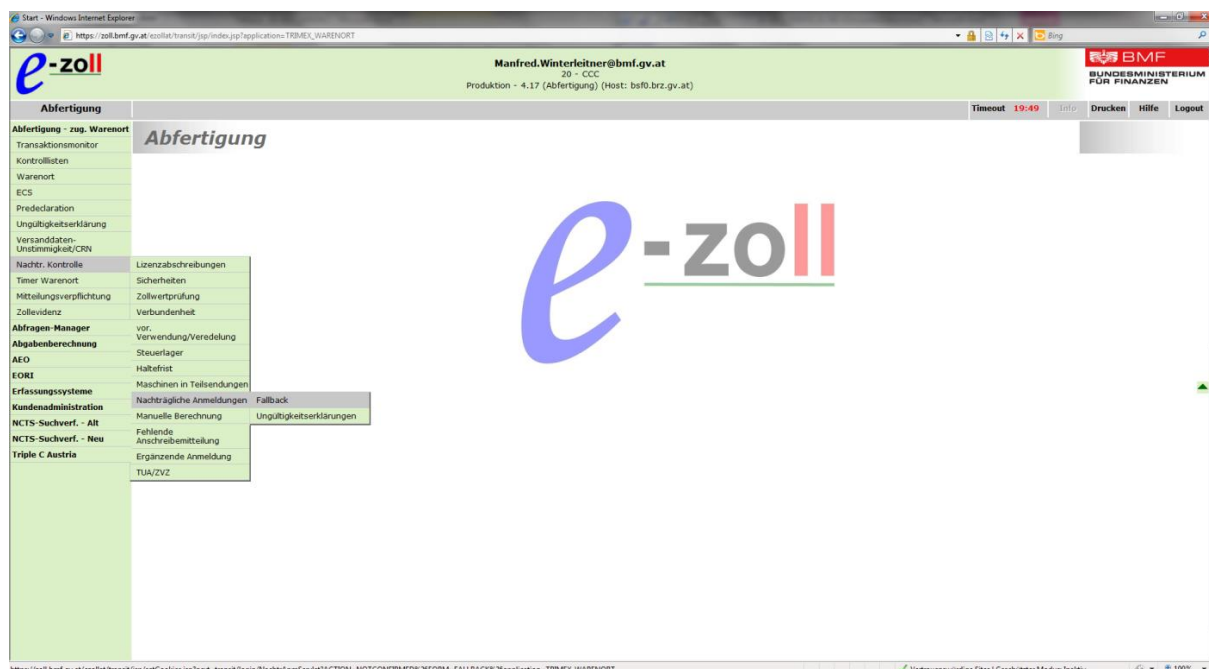 Start - Windows Internet Explorer
https://zoll.bmf.gv.at/ezollat/transit/jsp/index.jsp?application=TRIMEX_WARENORT
Bing
e-zoll
Manfred.Winterleitner@bmf.gv.at
20 - CCC
Produktion - 4.17 (Abfertigung) (Host: bsf0.brz.gv.at)
BMF
BUNDESMINISTERIUM
FÜR FINANZEN
Abfertigung
Timeout 19:49 Info Drucken Hilfe Logout
Abfertigung - zug. Warenort
Abfertigung
Transaktionsmonitor
Kontrolllisten
Warenort
ECS
Predeclaration
Ungültigkeitserklärung
Versanddaten-
Unstimmigkeit/CRN
Nachtr. Kontrolle
Timer Warenort
Mitteilungsverpflichtung
Zollevidenz
Abfragen-Manager
Abgabenberechnung
AEO
EORI
Erfassungssysteme
Kundenadministration
NCTS-Suchverf. - Alt
NCTS-Suchverf. - Neu
Triple C Austria
Lizenzabschreibungen
Sicherheiten
Zollwertprüfung
Verbundenheit
vor.
Verwendung/Veredelung
Steuerlager
Haltefrist
Maschinen in Teilsendungen
Nachträgliche Anmeldungen
Manuelle Berechnung
Fehlende
Anschreibemitteilung
Ergänzende Anmeldung
TUA/ZVZ
Fallback
Ungültigkeitserklärungen
e-zoll
100%